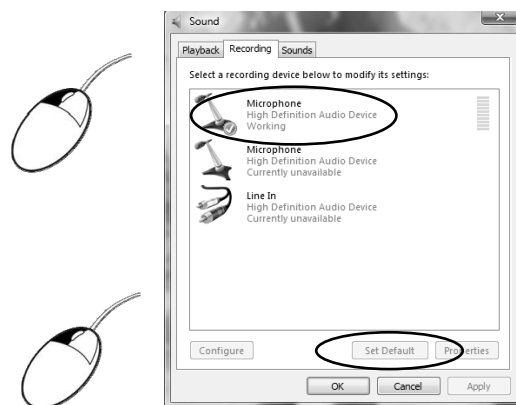 Sound
Playback Recording Sounds
Select a recording device below to modify its settings:
Microphone
High Definition Audio Device
Working
Microphone
High Definition Audio Device
Currently unavailable
Line In
High Definition Audio Device
Currently unavailable
Configure Set Default Properties
OK Cancel Apply